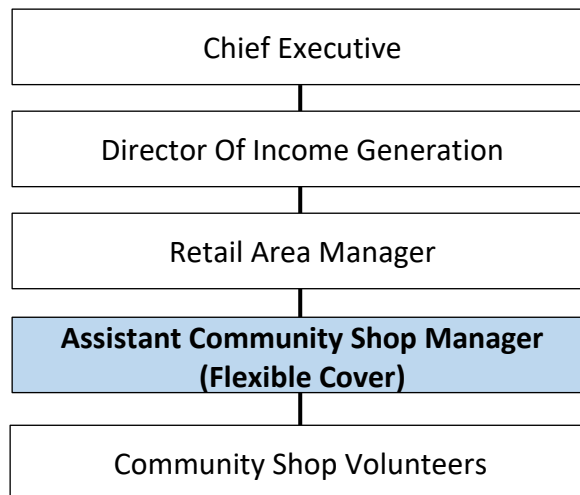 Chief Executive
Director Of Income Generation
Retail Area Manager
Assistant Community Shop Manager
(Flexible Cover)
Community Shop Volunteers